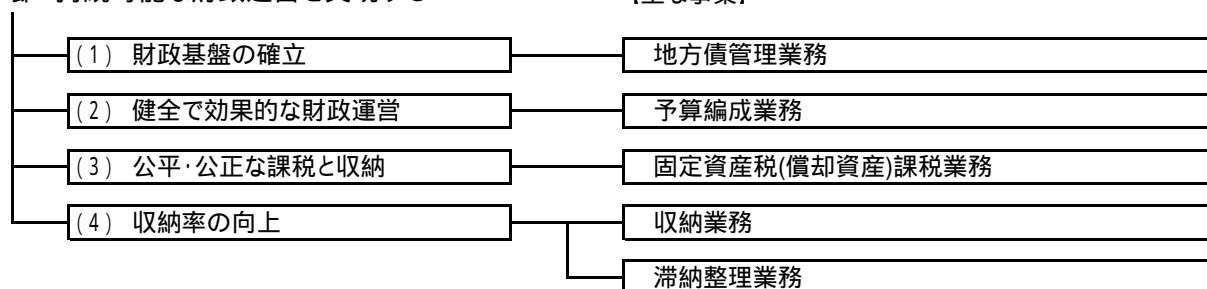 (1) 財政基盤の確立
地方債管理業務
(2) 健全で効果的な財政運営
予算編成業務
(3) 公平・公正な課税と収納
固定資産税(償却資産)課税業務
(4) 収納率の向上
収納業務
滞納整理業務